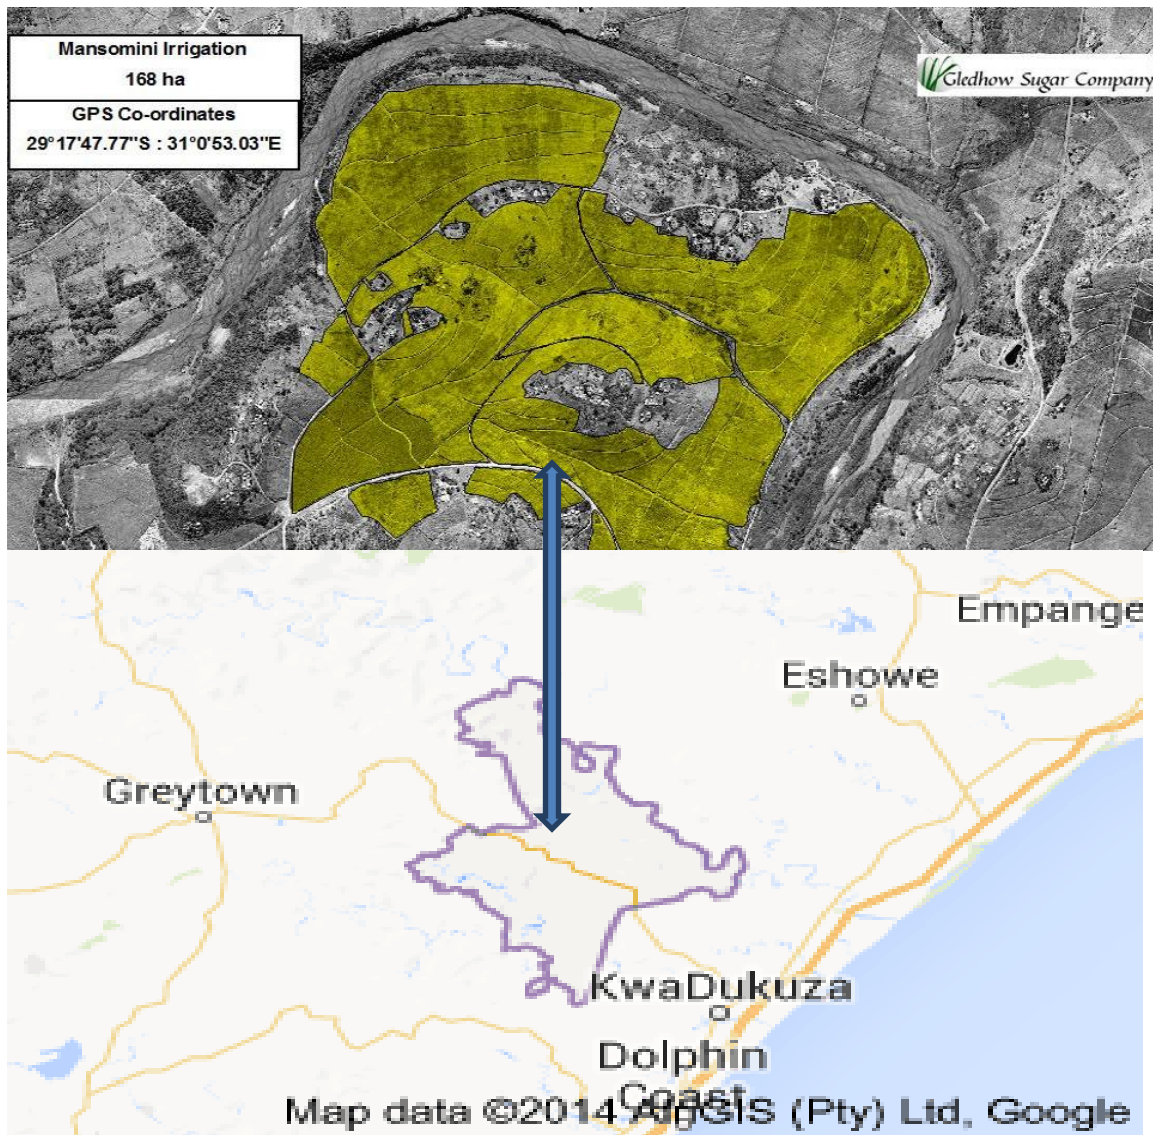 Mansomini Irrigation
168 ha
GPS Co-ordinates
29°17'47.77"S : 31°0'53.03"E
Gledhow Sugar Company
Empange
Eshowe
Greytown
KwaDukuza
Dolphin
Coast
Map data ©2014 AfriGIS (Pty) Ltd, Google